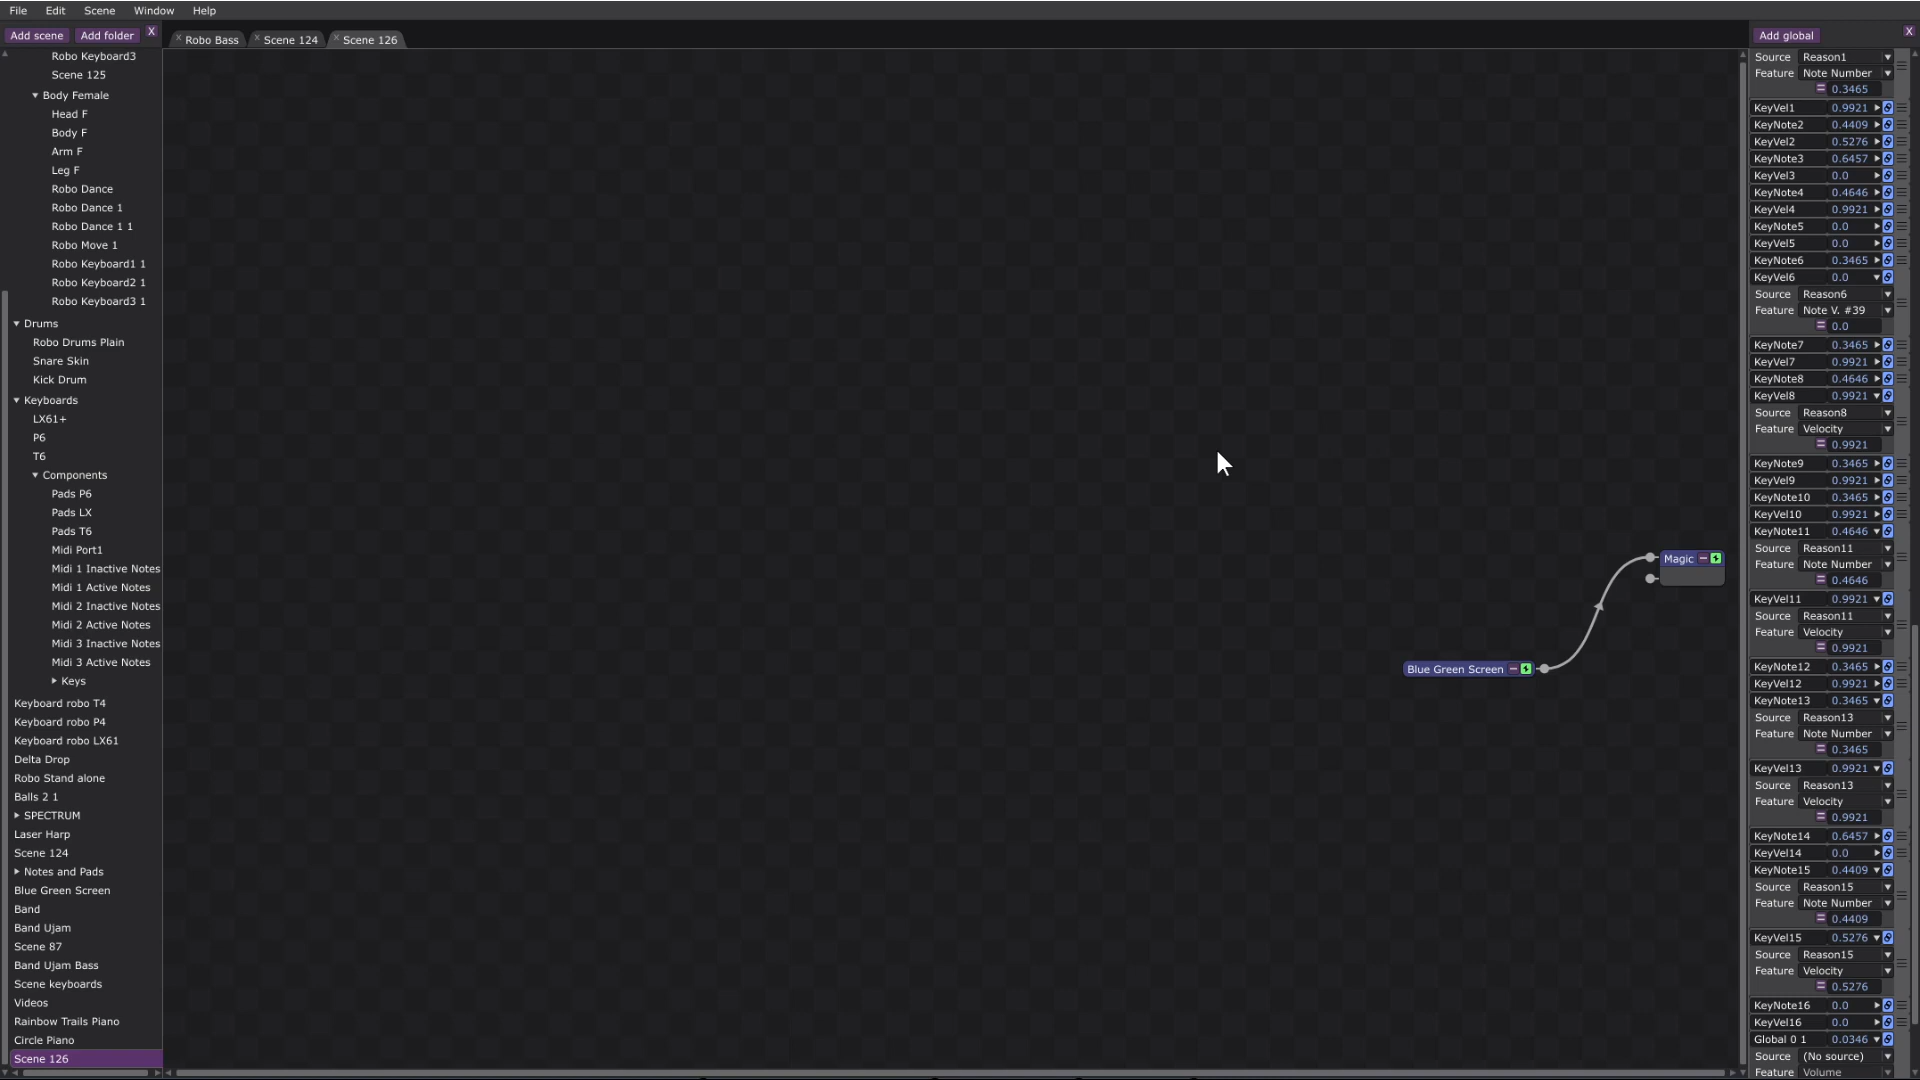 File Edit Scene Window Help
Add scene Add folder X
X Robo Bass X Scene 124 X Scene 126
Add global X
Robo Keyboard3
Scene 125
Body Female
Head F
Body F
Arm F
Leg F
Robo Dance
Robo Dance 1
Robo Dance 1 1
Robo Move 1
Robo Keyboard1 1
Robo Keyboard2 1
Robo Keyboard3 1
Drums
Robo Drums Plain
Snare Skin
Kick Drum
Keyboards
LX61+
P6
T6
Components
Pads P6
Pads LX
Pads T6
Midi Port1
Midi 1 Inactive Notes
Midi 1 Active Notes
Midi 2 Inactive Notes
Midi 2 Active Notes
Midi 3 Inactive Notes
Midi 3 Active Notes
Keys
Keyboard robo T4
Keyboard robo P4
Keyboard robo LX61
Delta Drop
Robo Stand alone
Balls 2 1
SPECTRUM
Laser Harp
Scene 124
Notes and Pads
Blue Green Screen
Band
Band Ujam
Scene 87
Band Ujam Bass
Scene keyboards
Videos
Rainbow Trails Piano
Circle Piano
Scene 126
Magic
Blue Green Screen
Source Reason1
Feature Note Number
= 0.3465
KeyVel1 0.9921
KeyNote2 0.4409
KeyVel2 0.5276
KeyNote3 0.6457
KeyVel3 0.0
KeyNote4 0.4646
KeyVel4 0.9921
KeyNote5 0.0
KeyVel5 0.0
KeyNote6 0.3465
KeyVel6 0.0
Source Reason6
Feature Note V. #39
= 0.0
KeyNote7 0.3465
KeyVel7 0.9921
KeyNote8 0.4646
KeyVel8 0.9921
Source Reason8
Feature Velocity
= 0.9921
KeyNote9 0.3465
KeyVel9 0.9921
KeyNote10 0.3465
KeyVel10 0.9921
KeyNote11 0.4646
Source Reason11
Feature Note Number
= 0.4646
KeyVel11 0.9921
Source Reason11
Feature Velocity
= 0.9921
KeyNote12 0.3465
KeyVel12 0.9921
KeyNote13 0.3465
Source Reason13
Feature Note Number
= 0.3465
KeyVel13 0.9921
Source Reason13
Feature Velocity
= 0.9921
KeyNote14 0.6457
KeyVel14 0.0
KeyNote15 0.4409
Source Reason15
Feature Note Number
= 0.4409
KeyVel15 0.5276
Source Reason15
Feature Velocity
= 0.5276
KeyNote16 0.0
KeyVel16 0.0
Global 0 1 0.0346
Source (No source)
Feature Volume